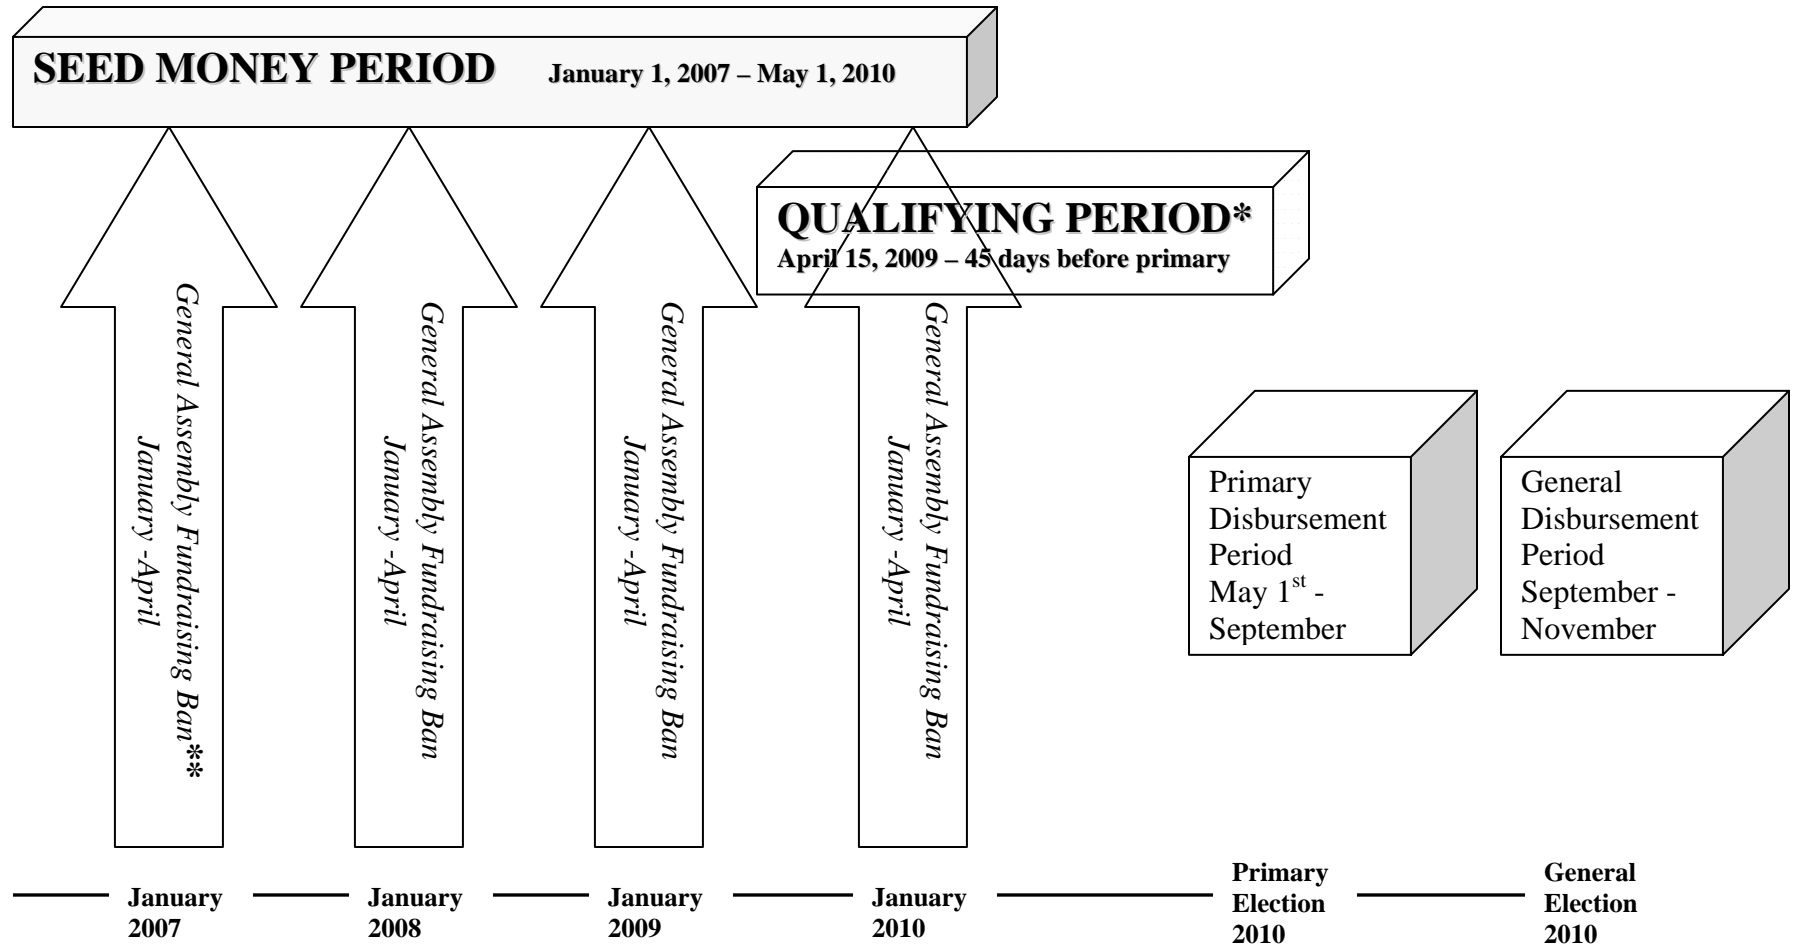 SEED MONEY PERIOD January 1, 2007 – May 1, 2010
QUALIFYING PERIOD*
April 15, 2009 – 45 days before primary
General Assembly Fundraising Ban**
January -April
General Assembly Fundraising Ban
January -April
General Assembly Fundraising Ban
January -April
General Assembly Fundraising Ban
January -April
Primary
Disbursement
Period
May 1st -
September
General
Disbursement
Period
September -
November
January
2007
January
2008
January
2009
January
2010
Primary
Election
2010
General
Election
2010